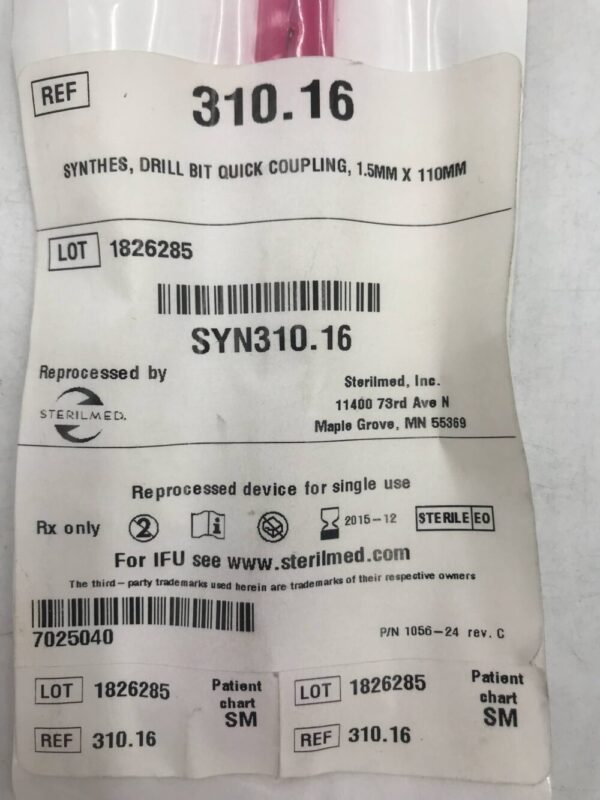 REF 310.16
SYNTHES, DRILL BIT QUICK COUPLING, 1.5MM X 110MM
LOT 1826285
SYN310.16
Reprocessed by
STERILMED.
Sterilmed, Inc.
11400 73rd Ave N
Maple Grove, MN 55369
Reprocessed device for single use
Rx only 2 i 2015-12 STERILE EO
For IFU see www.sterilmed.com
The third-party trademarks used herein are trademarks of their respective owners
7025040
P/N 1056-24 rev. C
LOT 1826285
REF 310.16
Patient
chart
SM
LOT 1826285
REF 310.16
Patient
chart
SM